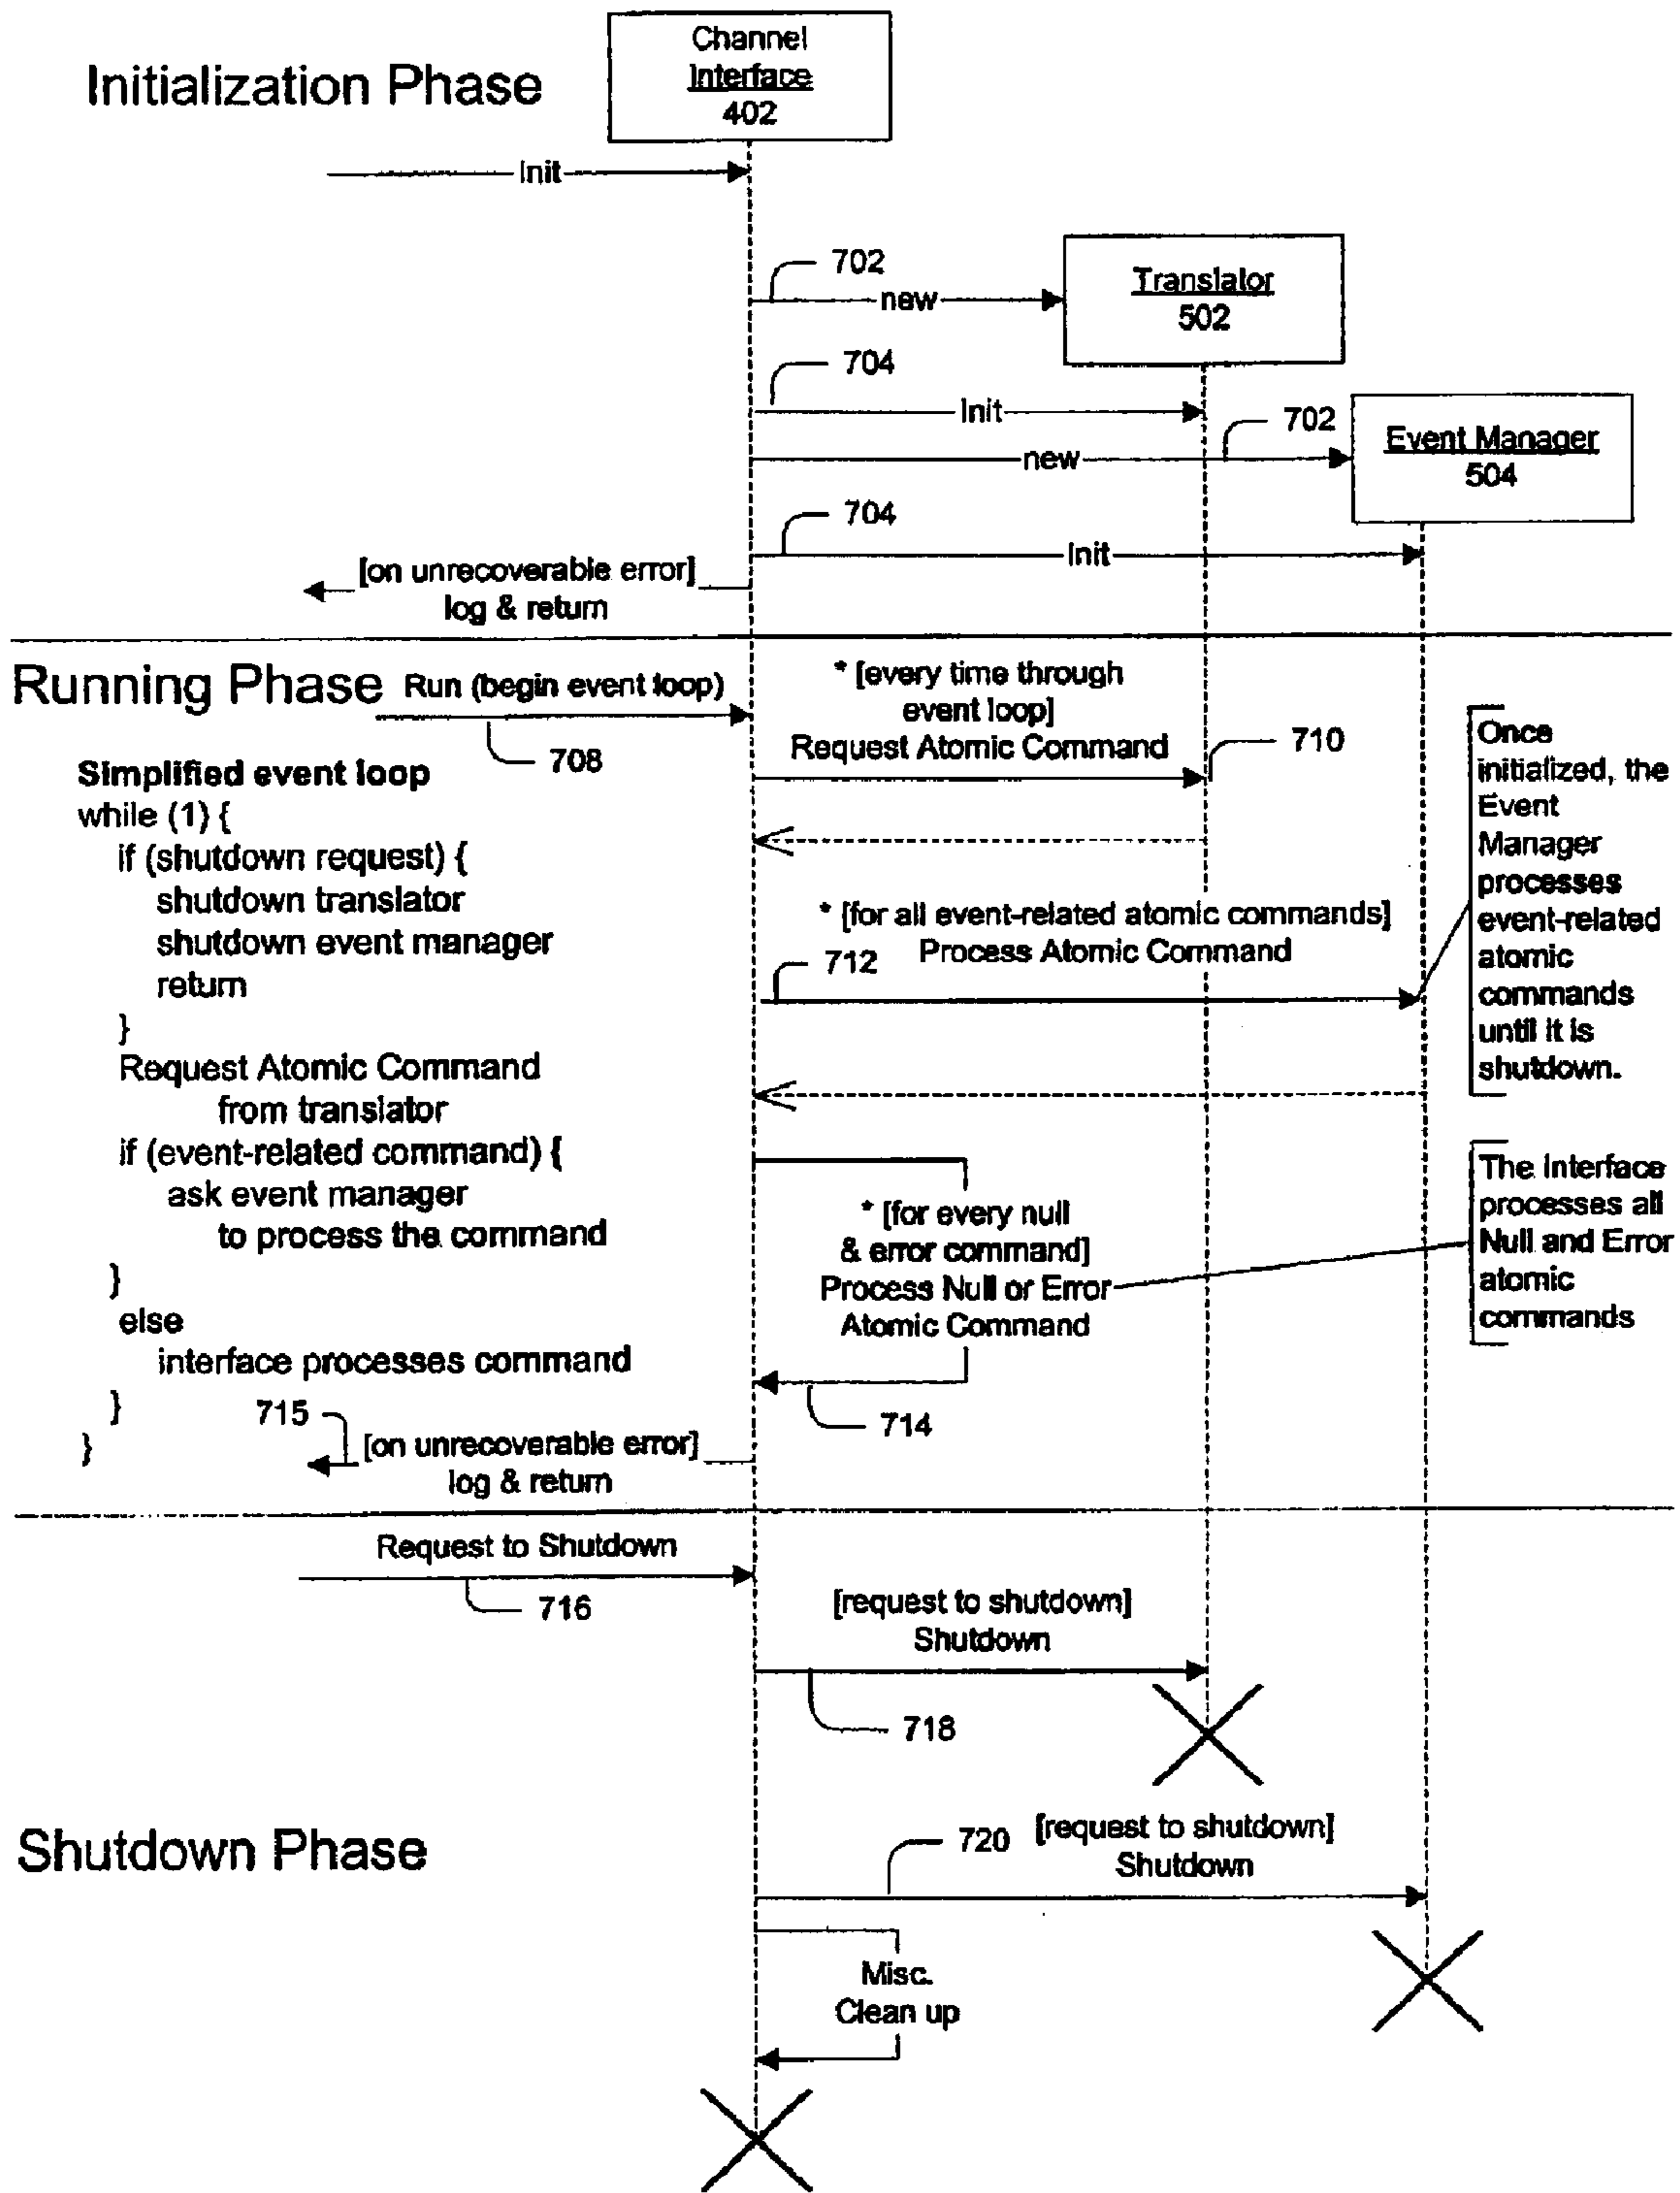 Channel
Interface
402
Initialization Phase
Init
702
new
Translator
502
704
Init
702
new
Event Manager
504
704
Init
[on unrecoverable error]
log & return
Running Phase
Run (begin event loop)
708
* [every time through
event loop]
Request Atomic Command
710
Simplified event loop
while (1) {
if (shutdown request) {
shutdown translator
shutdown event manager
return
}
Request Atomic Command
from translator
if (event-related command) {
ask event manager
to process the command
}
else
interface processes command
}
}
* [for all event-related atomic commands]
Process Atomic Command
712
Once
initialized, the
Event
Manager
processes
event-related
atomic
commands
until it is
shutdown.
* [for every null
& error command]
Process Null or Error
Atomic Command
714
The Interface
processes all
Null and Error
atomic
commands
715
[on unrecoverable error]
log & return
Request to Shutdown
716
[request to shutdown]
Shutdown
718
Shutdown Phase
720
[request to shutdown]
Shutdown
Misc.
Clean up